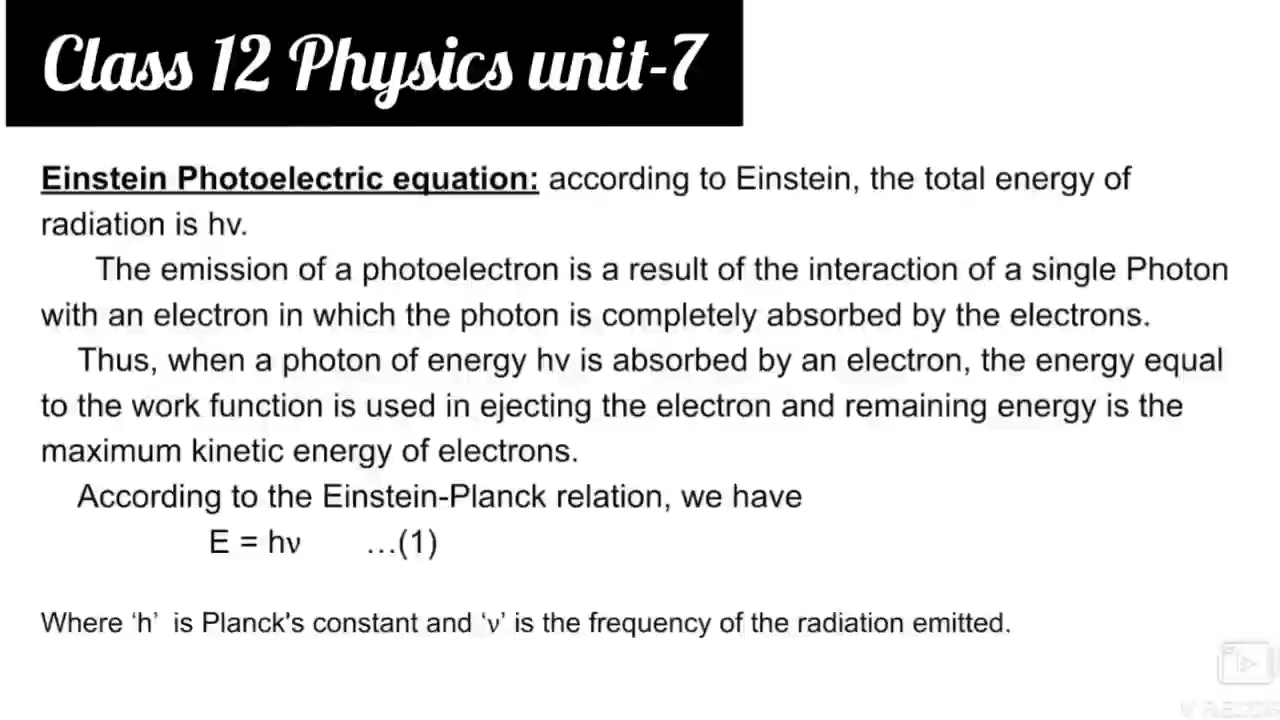 Class 12 Physics unit-7
Einstein Photoelectric equation: according to Einstein, the total energy of
radiation is hv.
The emission of a photoelectron is a result of the interaction of a single Photon
with an electron in which the photon is completely absorbed by the electrons.
Thus, when a photon of energy hv is absorbed by an electron, the energy equal
to the work function is used in ejecting the electron and remaining energy is the
maximum kinetic energy of electrons.
According to the Einstein-Planck relation, we have
E = hν …(1)
Where ‘h’ is Planck's constant and ‘ν’ is the frequency of the radiation emitted.